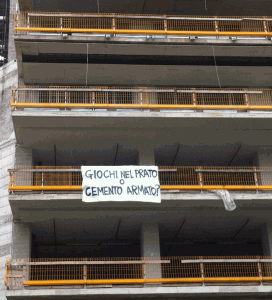 GIOCHI NEL PRATO
O
CEMENTO ARMATO?